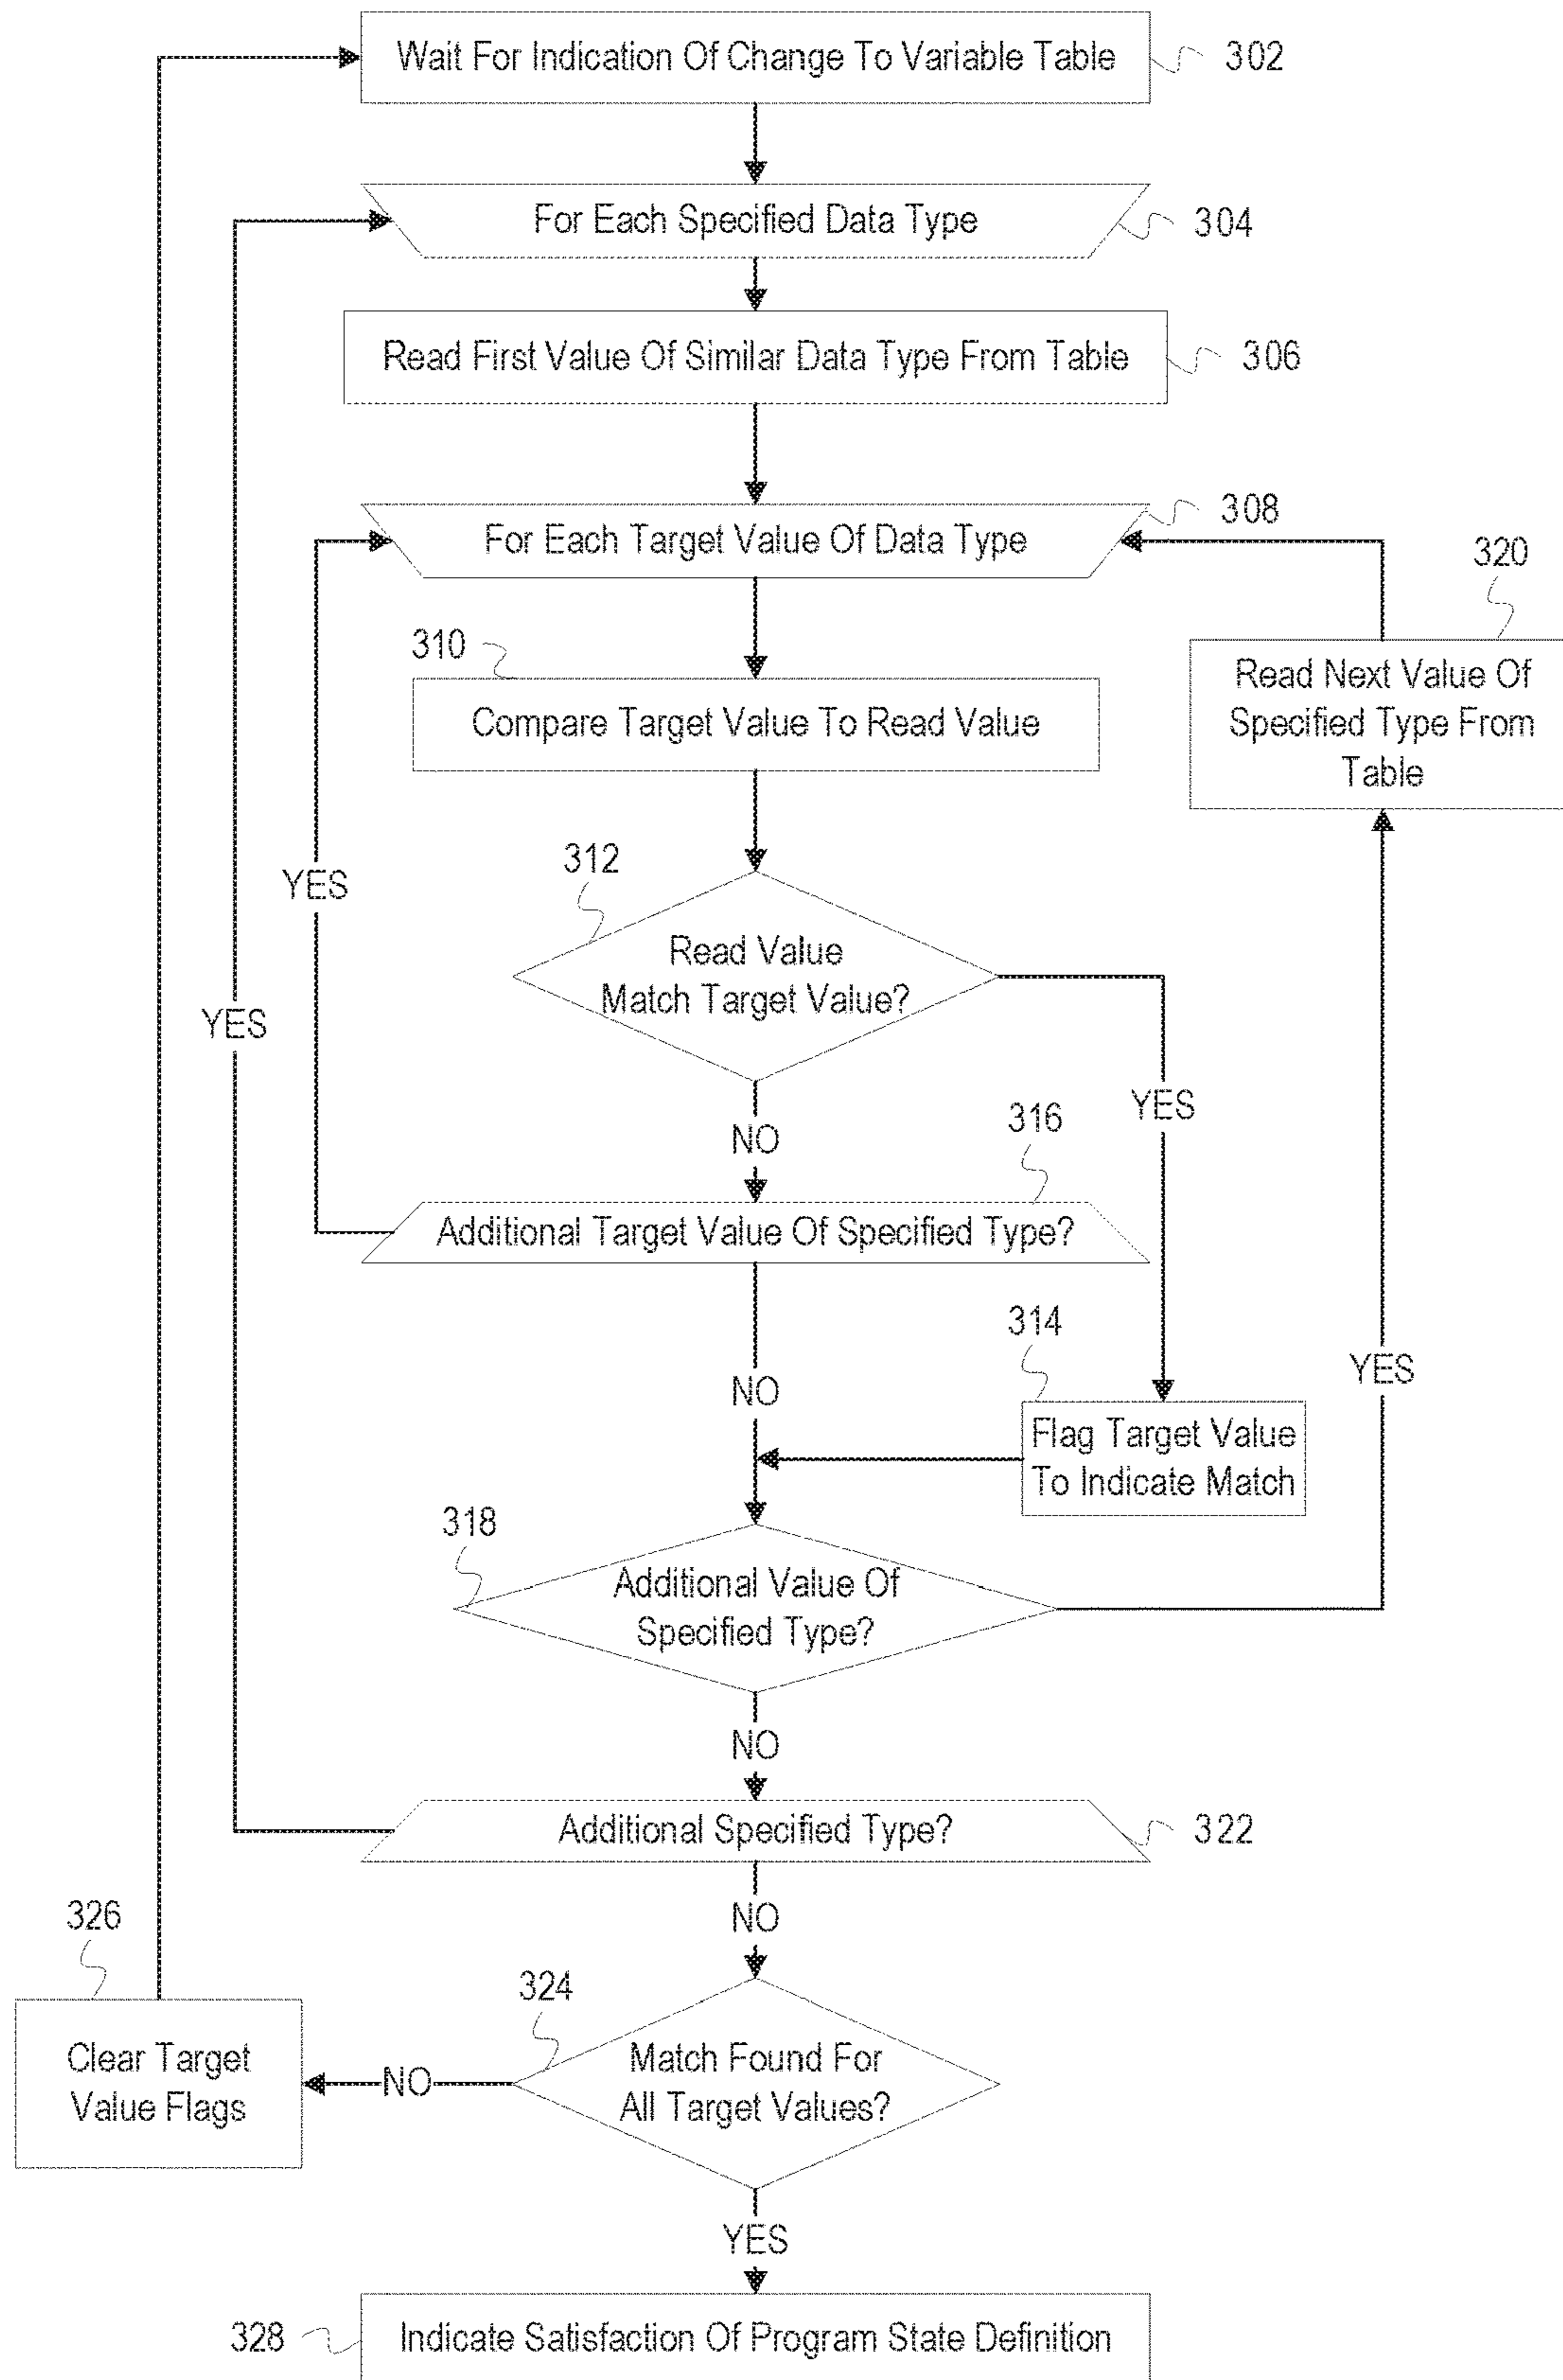 Wait For Indication Of Change To Variable Table
302
For Each Specified Data Type
304
Read First Value Of Similar Data Type From Table
306
For Each Target Value Of Data Type
308
320
310
Read Next Value Of
Specified Type From
Table
Compare Target Value To Read Value
312
YES
Read Value
Match Target Value?
YES
YES
NO
316
Additional Target Value Of Specified Type?
314
YES
NO
Flag Target Value
To Indicate Match
318
Additional Value Of
Specified Type?
NO
Additional Specified Type?
322
326
NO
324
Clear Target
Value Flags
NO
Match Found For
All Target Values?
YES
328
Indicate Satisfaction Of Program State Definition